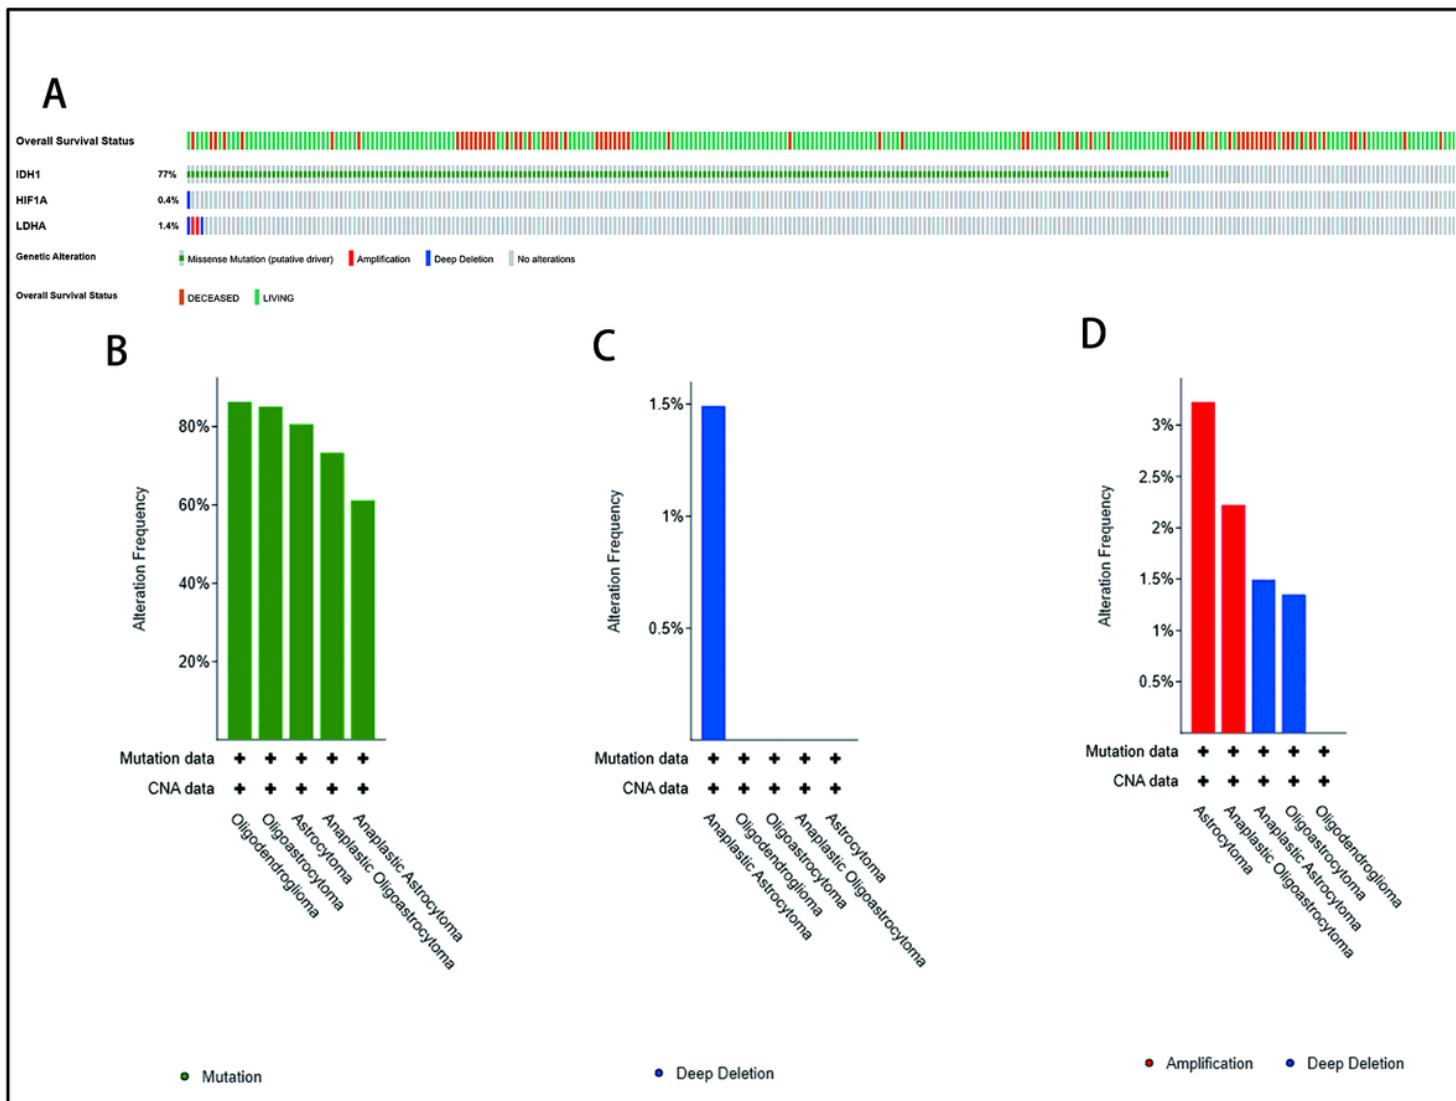 A
Overall Survival Status
IDH1 77%
HIF1A 0.4%
LDHA 1.4%
Genetic Alteration Missense Mutation (putative driver) Amplification Deep Deletion No alterations
Overall Survival Status DECEASED LIVING
B
80%
60%
40%
20%
Alteration Frequency
Mutation data + + + + +
CNA data + + + + +
Oligodendroglioma
Oligoastrocytoma
Astrocytoma
Anaplastic Oligoastrocytoma
Anaplastic Astrocytoma
Mutation
C
1.5%
1%
0.5%
Alteration Frequency
Mutation data + + + + +
CNA data + + + + +
Anaplastic Astrocytoma
Oligodendroglioma
Oligoastrocytoma
Anaplastic Oligoastrocytoma
Astrocytoma
Deep Deletion
D
3%
2.5%
2%
1.5%
1%
0.5%
Alteration Frequency
Mutation data + + + + +
CNA data + + + + +
Astrocytoma
Anaplastic Oligoastrocytoma
Anaplastic Astrocytoma
Oligoastrocytoma
Oligodendroglioma
Amplification Deep Deletion